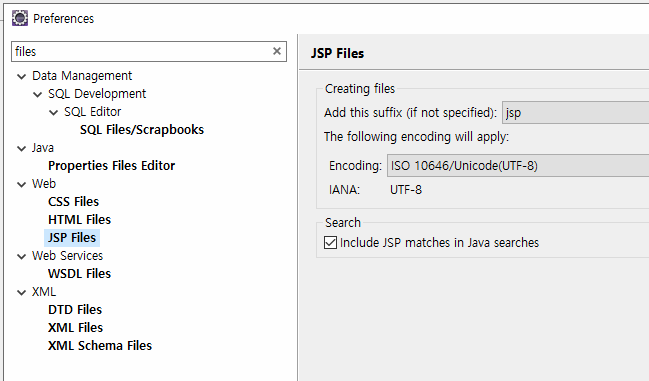 Preferences
files
JSP Files
Data Management
SQL Development
SQL Editor
SQL Files/Scrapbooks
Java
Properties Files Editor
Web
CSS Files
HTML Files
JSP Files
Web Services
WSDL Files
XML
DTD Files
XML Files
XML Schema Files
Creating files
Add this suffix (if not specified): jsp
The following encoding will apply:
Encoding: ISO 10646/Unicode(UTF-8)
IANA: UTF-8
Search
Include JSP matches in Java searches